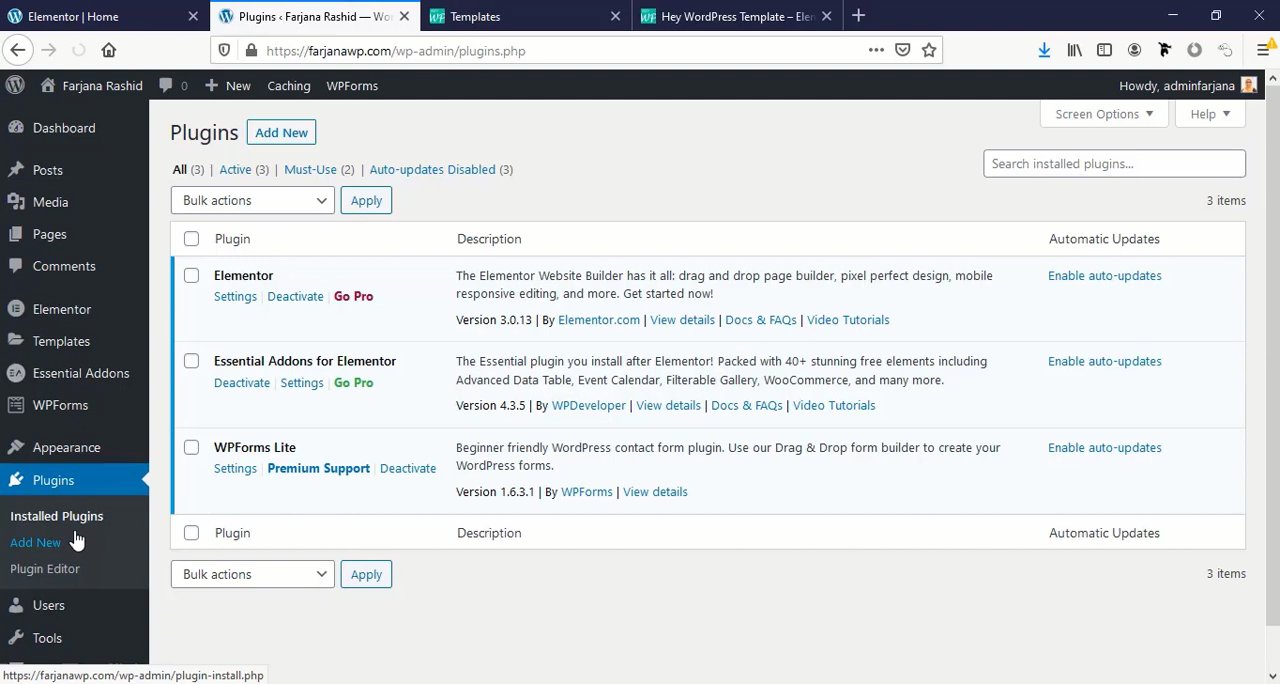 Elementor | Home
Plugins ‹ Farjana Rashid — Wo
Templates
Hey WordPress Template – Elem
https://farjanawp.com/wp-admin/plugins.php
Farjana Rashid
0
New
Caching
WPForms
Howdy, adminfarjana
Dashboard
Posts
Media
Pages
Comments
Elementor
Templates
Essential Addons
WPForms
Appearance
Plugins
Installed Plugins
Add New
Plugin Editor
Users
Tools
Screen Options
Help
Plugins Add New
All (3) | Active (3) | Must-Use (2) | Auto-updates Disabled (3)
Search installed plugins...
Bulk actions Apply
3 items
Plugin Description Automatic Updates
Elementor
Settings | Deactivate | Go Pro
The Elementor Website Builder has it all: drag and drop page builder, pixel perfect design, mobile
responsive editing, and more. Get started now!
Version 3.0.13 | By Elementor.com | View details | Docs & FAQs | Video Tutorials
Enable auto-updates
Essential Addons for Elementor
Deactivate | Settings | Go Pro
The Essential plugin you install after Elementor! Packed with 40+ stunning free elements including
Advanced Data Table, Event Calendar, Filterable Gallery, WooCommerce, and many more.
Version 4.3.5 | By WPDeveloper | View details | Docs & FAQs | Video Tutorials
Enable auto-updates
WPForms Lite
Settings | Premium Support | Deactivate
Beginner friendly WordPress contact form plugin. Use our Drag & Drop form builder to create your
WordPress forms.
Version 1.6.3.1 | By WPForms | View details
Enable auto-updates
Plugin Description Automatic Updates
Bulk actions Apply
3 items
https://farjanawp.com/wp-admin/plugin-install.php